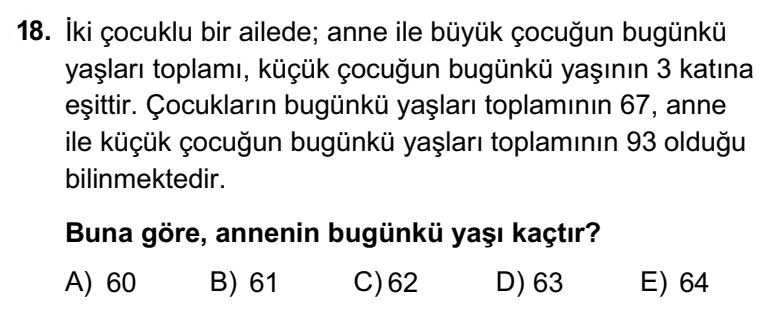 18. İki çocuklu bir ailede; anne ile büyük çocuğun bugünkü
yaşları toplamı, küçük çocuğun bugünkü yaşının 3 katına
eşittir. Çocukların bugünkü yaşları toplamının 67, anne
ile küçük çocuğun bugünkü yaşları toplamının 93 olduğu
bilinmektedir.
Buna göre, annenin bugünkü yaşı kaçtır?
A) 60 B) 61 C) 62 D) 63 E) 64